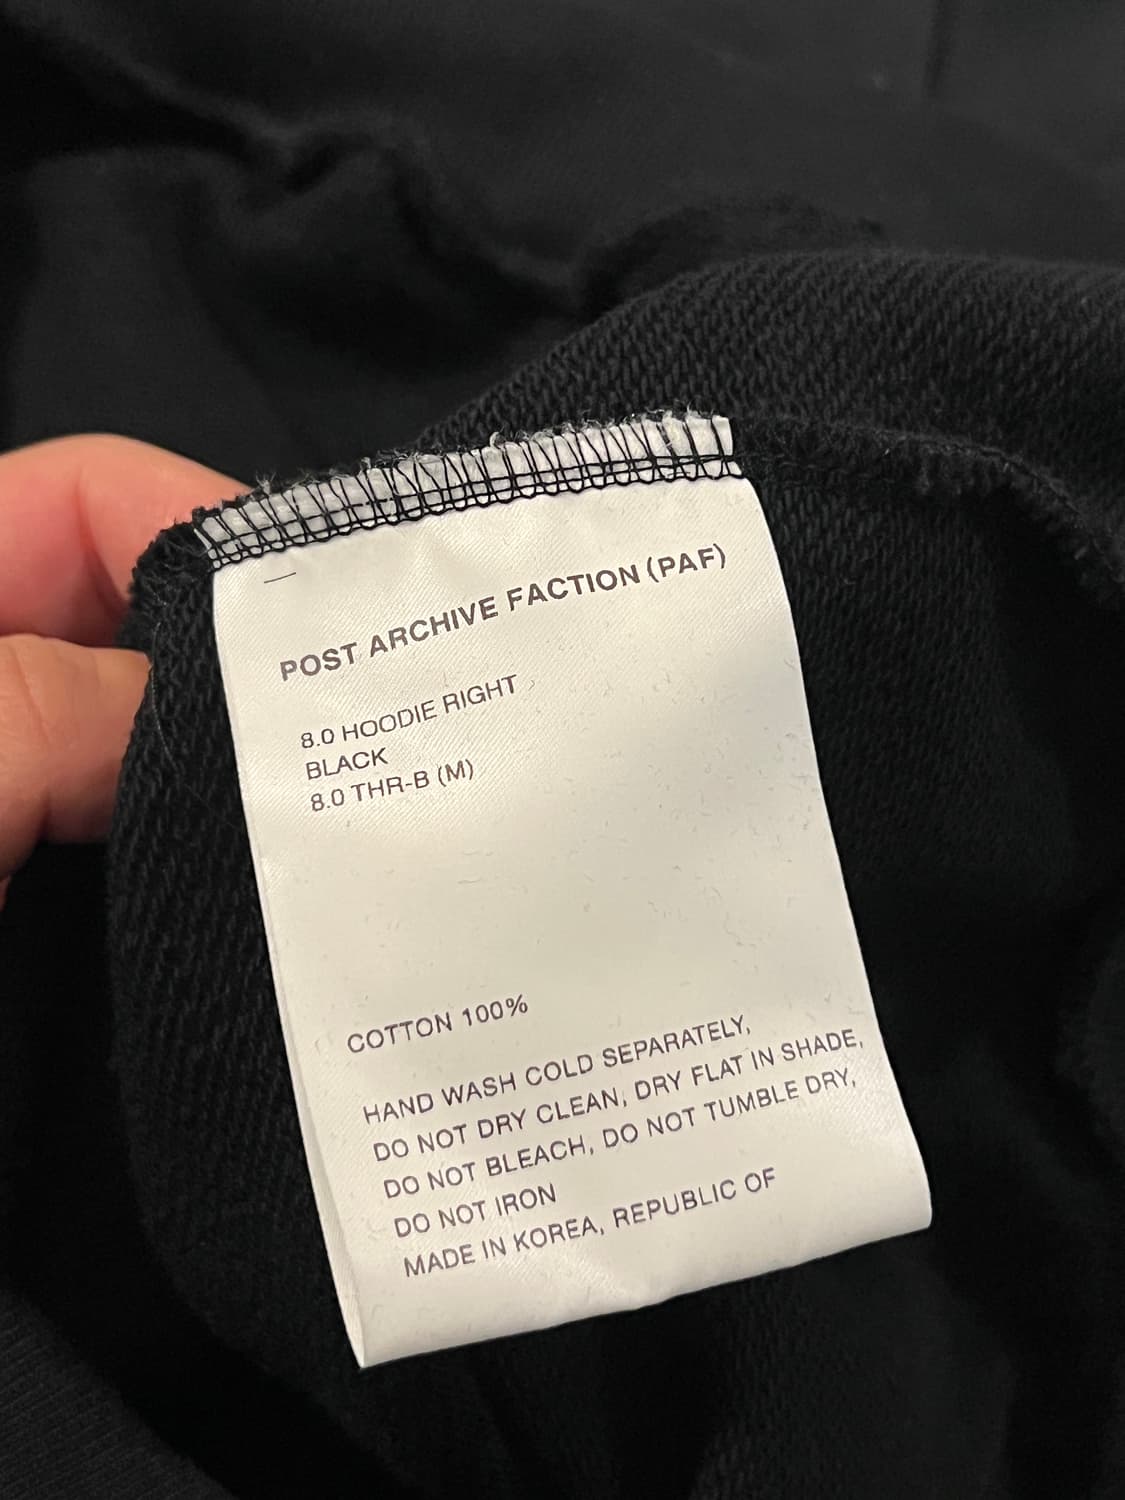 POST ARCHIVE FACTION (PAF)
8.0 HOODIE RIGHT
BLACK
8.0 THR-B (M)
COTTON 100%
HAND WASH COLD SEPARATELY,
DO NOT DRY CLEAN, DRY FLAT IN SHADE,
DO NOT BLEACH, DO NOT TUMBLE DRY,
DO NOT IRON
MADE IN KOREA, REPUBLIC OF